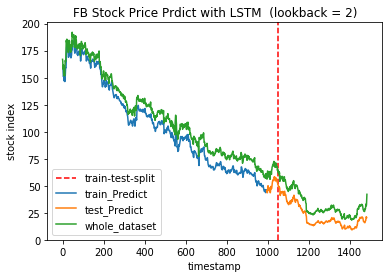 FB Stock Price Prdict with LSTM (lookback = 2)
200
175
150
125
100
75
50
25
0
stock index
train-test-split
train_Predict
test_Predict
whole_dataset
0 200 400 600 800 1000 1200 1400
timestamp